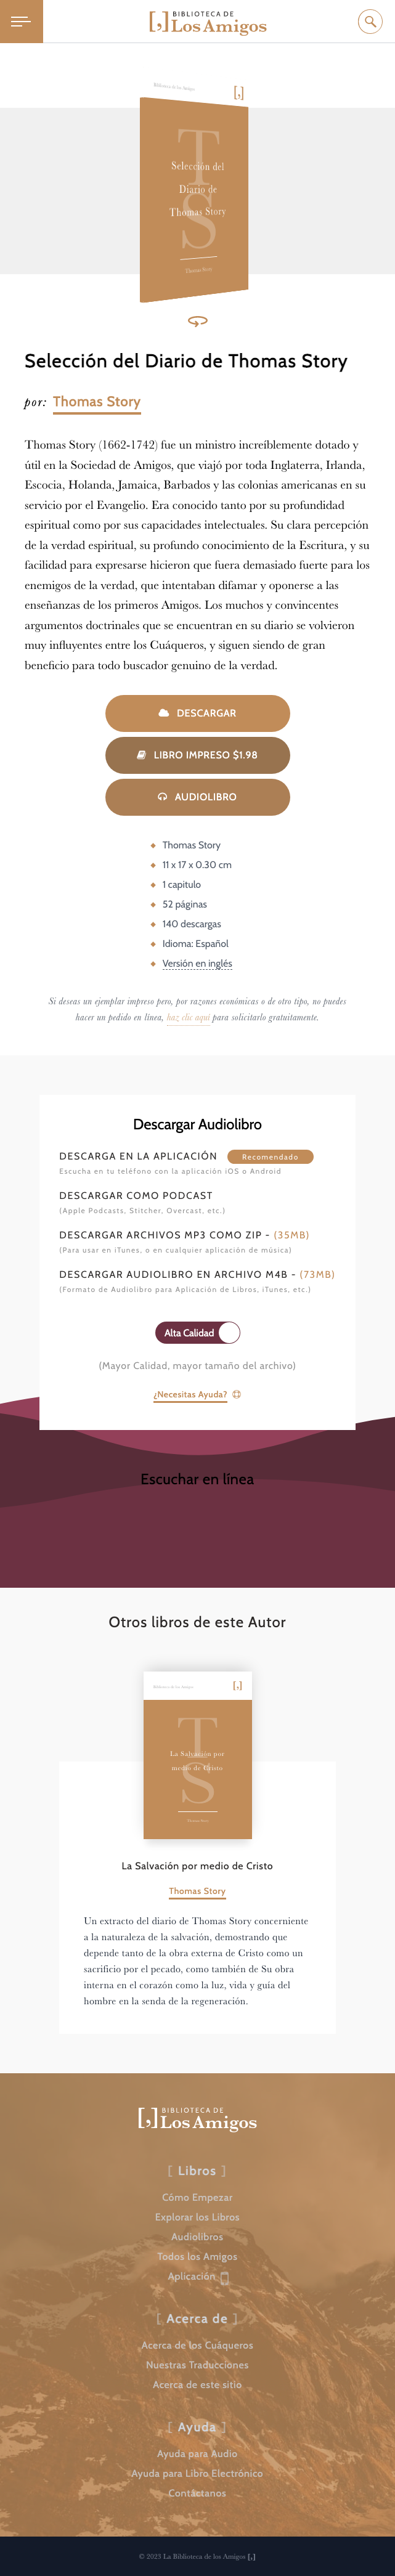 BIBLIOTECA DE
[,] Los Amigos
Biblioteca de los Amigos
[,]
TS
Selección del
Diario de
Thomas Story
Thomas Story
Selección del Diario de Thomas Story
por: Thomas Story
Thomas Story (1662-1742) fue un ministro increíblemente dotado y
útil en la Sociedad de Amigos, que viajó por toda Inglaterra, Irlanda,
Escocia, Holanda, Jamaica, Barbados y las colonias americanas en su
servicio por el Evangelio. Era conocido tanto por su profundidad
espiritual como por sus capacidades intelectuales. Su clara percepción
de la verdad espiritual, su profundo conocimiento de la Escritura, y su
facilidad para expresarse hicieron que fuera demasiado fuerte para los
enemigos de la verdad, que intentaban difamar y oponerse a las
enseñanzas de los primeros Amigos. Los muchos y convincentes
argumentos doctrinales que se encuentran en su diario se volvieron
muy influyentes entre los Cuáqueros, y siguen siendo de gran
beneficio para todo buscador genuino de la verdad.
DESCARGAR
LIBRO IMPRESO $1.98
AUDIOLIBRO
Thomas Story
11 x 17 x 0.30 cm
1 capitulo
52 páginas
140 descargas
Idioma: Español
Versión en inglés
Si deseas un ejemplar impreso pero, por razones económicas o de otro tipo, no puedes
hacer un pedido en línea, haz clic aquí para solicitarlo gratuitamente.
Descargar Audiolibro
DESCARGA EN LA APLICACIÓN Recomendado
Escucha en tu teléfono con la aplicación iOS o Android
DESCARGAR COMO PODCAST
(Apple Podcasts, Stitcher, Overcast, etc.)
DESCARGAR ARCHIVOS MP3 COMO ZIP - (35MB)
(Para usar en iTunes, o en cualquier aplicación de música)
DESCARGAR AUDIOLIBRO EN ARCHIVO M4B - (73MB)
(Formato de Audiolibro para Aplicación de Libros, iTunes, etc.)
Alta Calidad
(Mayor Calidad, mayor tamaño del archivo)
¿Necesitas Ayuda?
Escuchar en línea
Otros libros de este Autor
Biblioteca de los Amigos
[,]
TS
La Salvación por
medio de Cristo
Thomas Story
La Salvación por medio de Cristo
Thomas Story
Un extracto del diario de Thomas Story concerniente
a la naturaleza de la salvación, demostrando que
depende tanto de la obra externa de Cristo como un
sacrificio por el pecado, como también de Su obra
interna en el corazón como la luz, vida y guía del
hombre en la senda de la regeneración.
BIBLIOTECA DE
[,] Los Amigos
[ Libros ]
Cómo Empezar
Explorar los Libros
Audiolibros
Todos los Amigos
Aplicación
[ Acerca de ]
Acerca de los Cuáqueros
Nuestras Traducciones
Acerca de este sitio
[ Ayuda ]
Ayuda para Audio
Ayuda para Libro Electrónico
Contáctanos
© 2025 La Biblioteca de los Amigos [,]